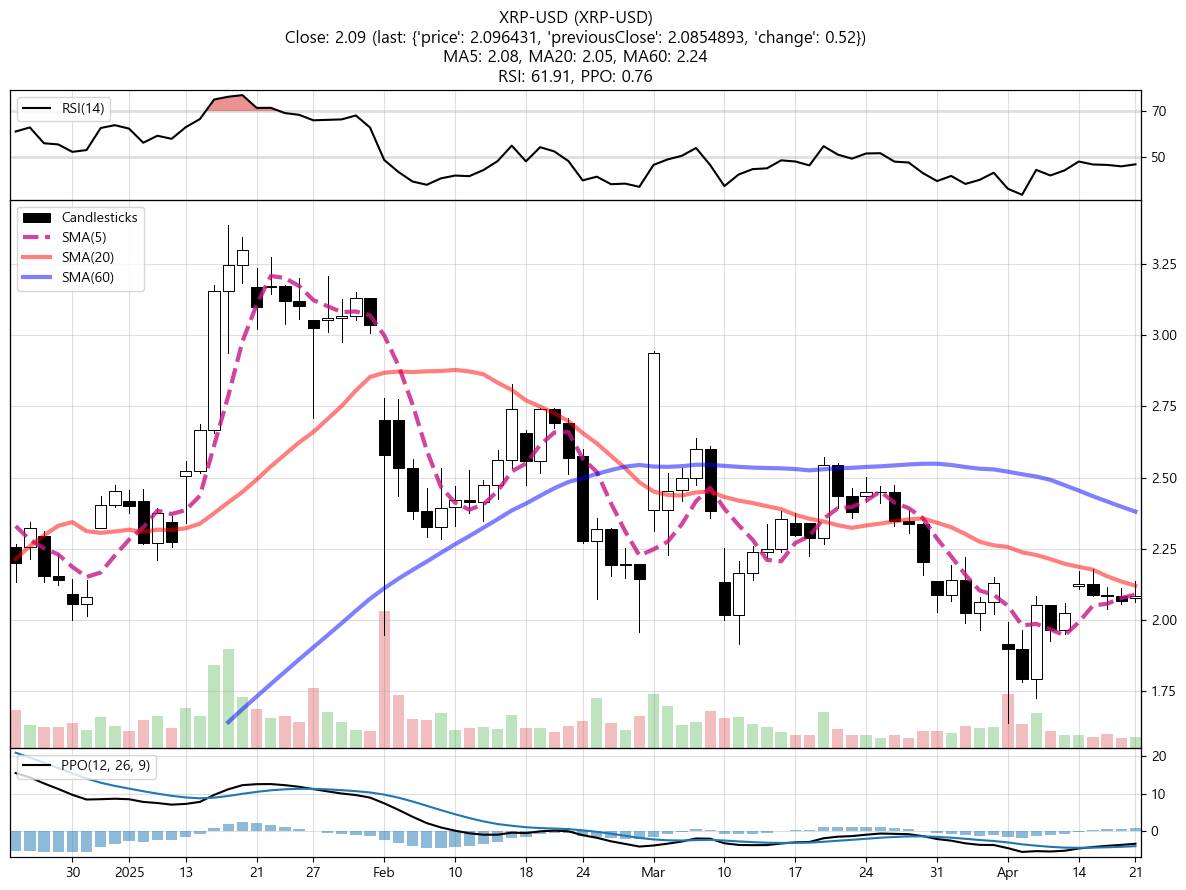 XRP-USD (XRP-USD)
Close: 2.09 (last: {'price': 2.096431, 'previousClose': 2.0854893, 'change': 0.52})
MA5: 2.08, MA20: 2.05, MA60: 2.24
RSI: 61.91, PPO: 0.76
RSI(14)
70
50
Candlesticks
SMA(5)
SMA(20)
SMA(60)
3.25
3.00
2.75
2.50
2.25
2.00
1.75
PPO(12, 26, 9)
20
10
0
30 2025 13 21 27 Feb 10 18 24 Mar 10 17 24 31 Apr 14 21